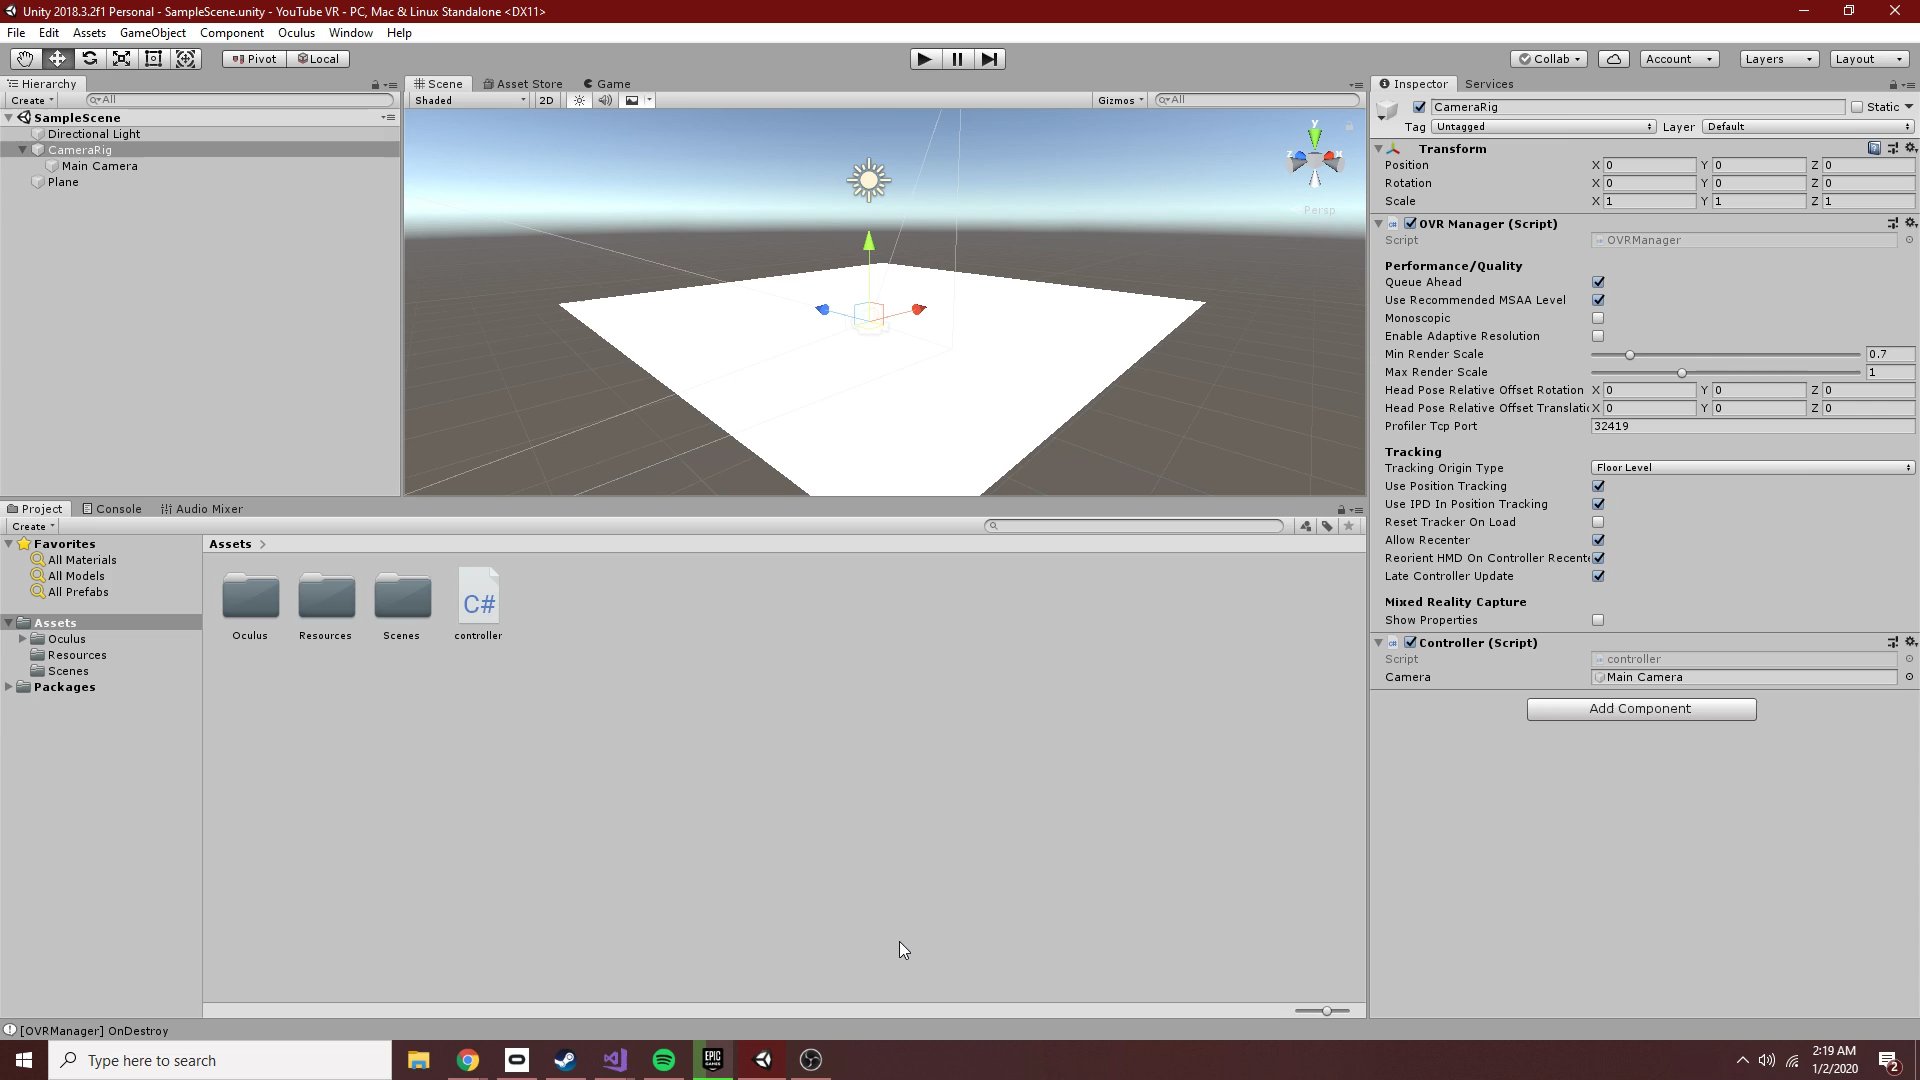 Unity 2018.3.2f1 Personal - SampleScene.unity - YouTube VR - PC, Mac & Linux Standalone <DX11>
File Edit Assets GameObject Component Oculus Window Help
Pivot Local Collab Account Layers Layout
Hierarchy
Create All
SampleScene
Directional Light
CameraRig
Main Camera
Plane
Scene Asset Store Game
Shaded 2D Gizmos All
y
z x
Persp
Inspector Services
CameraRig Static
Tag Untagged Layer Default
Transform
Position X 0 Y 0 Z 0
Rotation X 0 Y 0 Z 0
Scale X 1 Y 1 Z 1
OVR Manager (Script)
Script OVRManager
Performance/Quality
Queue Ahead
Use Recommended MSAA Level
Monoscopic
Enable Adaptive Resolution
Min Render Scale 0.7
Max Render Scale 1
Head Pose Relative Offset Rotation X 0 Y 0 Z 0
Head Pose Relative Offset Translatic X 0 Y 0 Z 0
Profiler Tcp Port 32419
Tracking
Tracking Origin Type Floor Level
Use Position Tracking
Use IPD In Position Tracking
Reset Tracker On Load
Allow Recenter
Reorient HMD On Controller Recente
Late Controller Update
Mixed Reality Capture
Show Properties
Controller (Script)
Script controller
Camera Main Camera
Add Component
Project Console Audio Mixer
Create
Favorites
All Materials
All Models
All Prefabs
Assets
Oculus
Resources
Scenes
Packages
Assets
C#
Oculus Resources Scenes controller
[OVRManager] OnDestroy
Type here to search
EPIC
GAMES
2:19 AM
1/2/2020
2